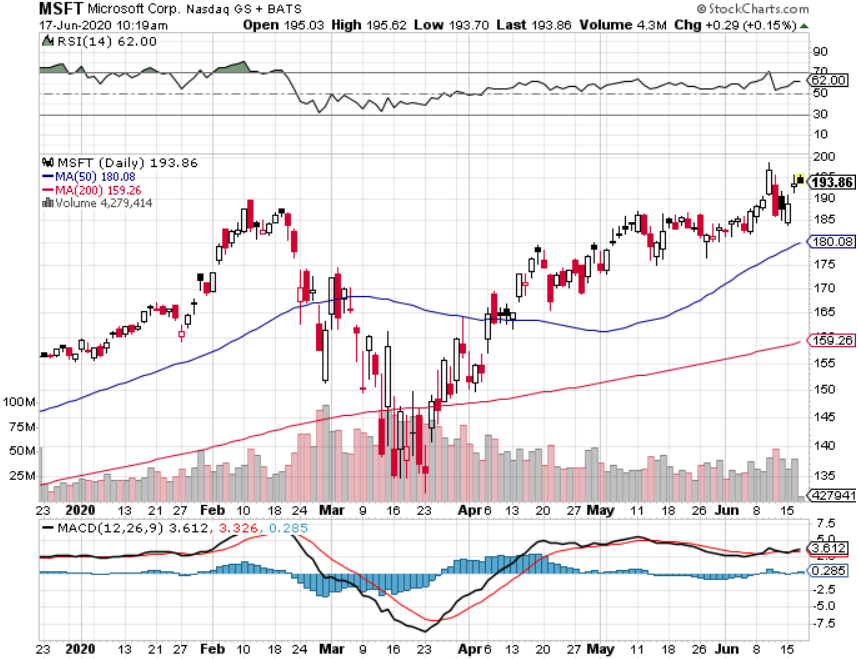 MSFT Microsoft Corp. Nasdaq GS + BATS © StockCharts.com
17-Jun-2020 10:19am Open 195.03 High 195.62 Low 193.70 Last 193.86 Volume 4.3M Chg +0.29 (+0.15%)
RSI(14) 62.00
90
70
62.00
50
30
10
MSFT (Daily) 193.86
MA(50) 180.08
MA(200) 159.26
Volume 4,279,414
200
193.86
190
185
180.08
175
170
165
159.26
155
150
145
140
135
100M
75M
50M
25M
427941
23 2020 13 21 27 Feb 10 18 24 Mar 9 16 23 Apr 6 13 20 27 May 11 18 26 Jun 8 15
MACD(12,26,9) 3.612, 3.326, 0.285
7.5
3.612
0.285
-2.5
-5.0
-7.5
23 2020 13 21 27 Feb 10 18 24 Mar 9 16 23 Apr 6 13 20 27 May 11 18 26 Jun 8 15